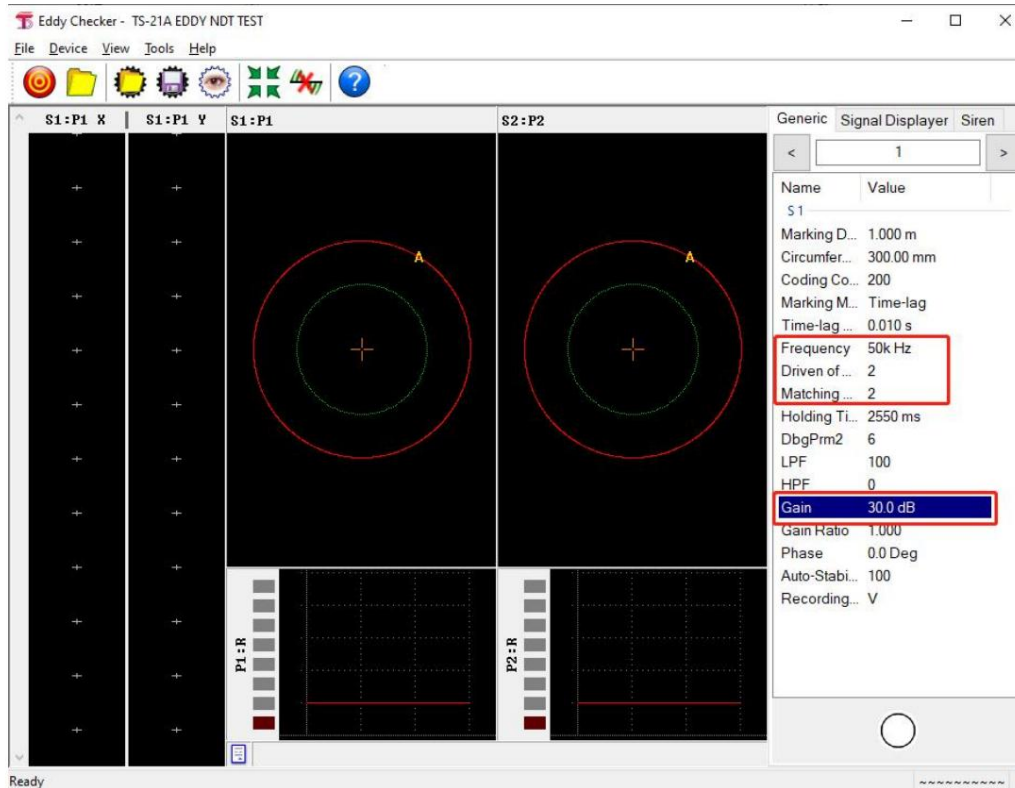 Eddy Checker - TS-21A EDDY NDT TEST
File Device View Tools Help
S1:P1 X | S1:P1 Y S1:P1 S2:P2
Generic Signal Displayer Siren
< 1 >
Name Value
S1
Marking D... 1.000 m
Circumfer... 300.00 mm
Coding Co... 200
Marking M... Time-lag
Time-lag ... 0.010 s
Frequency 50k Hz
Driven of ... 2
Matching ... 2
Holding Ti... 2550 ms
DbgPrm2 6
LPF 100
HPF 0
Gain 30.0 dB
Gain Ratio 1.000
Phase 0.0 Deg
Auto-Stabi... 100
Recording... V
A
A
P1:R
P2:R
Ready ~~~~~~~~~~